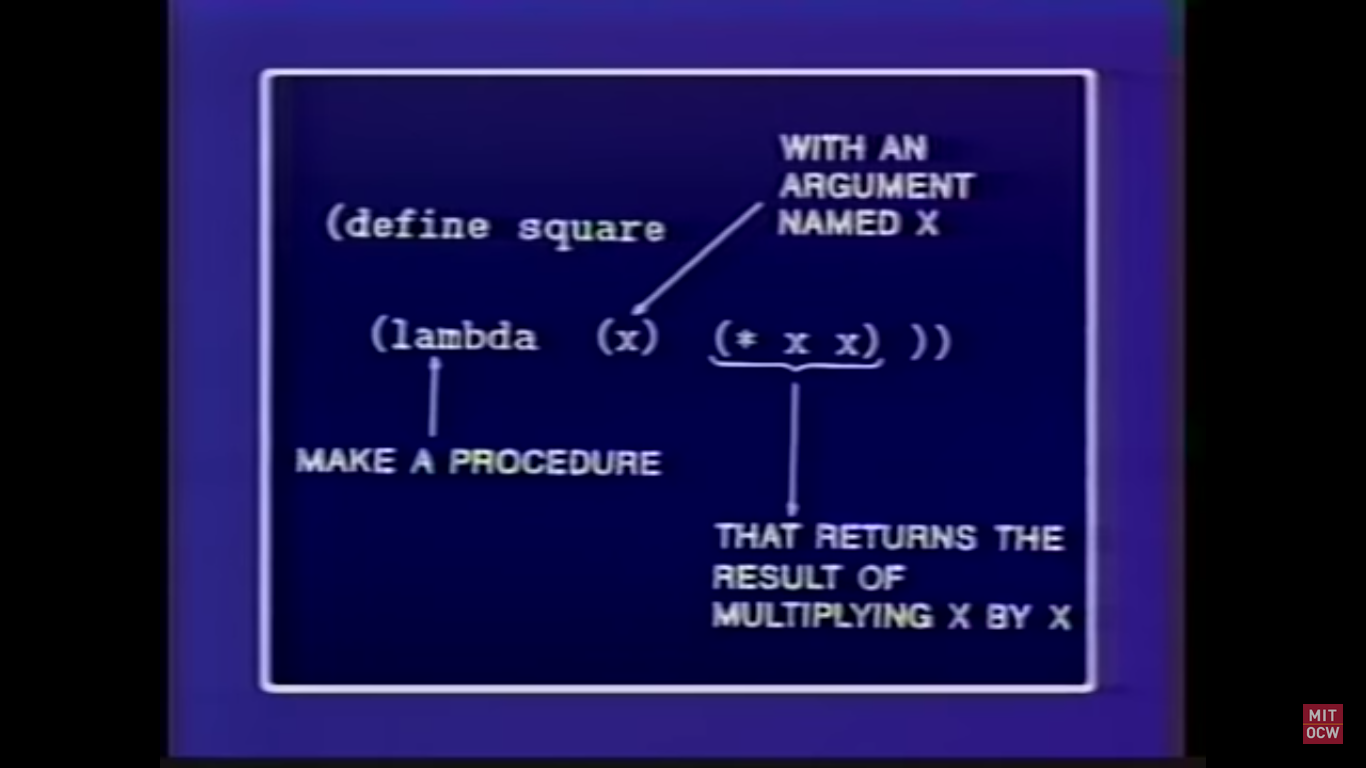 WITH AN
ARGUMENT
NAMED X
(define square
(lambda (x) (* x x) ))
MAKE A PROCEDURE
THAT RETURNS THE
RESULT OF
MULTIPLYING X BY X
MIT
OCW